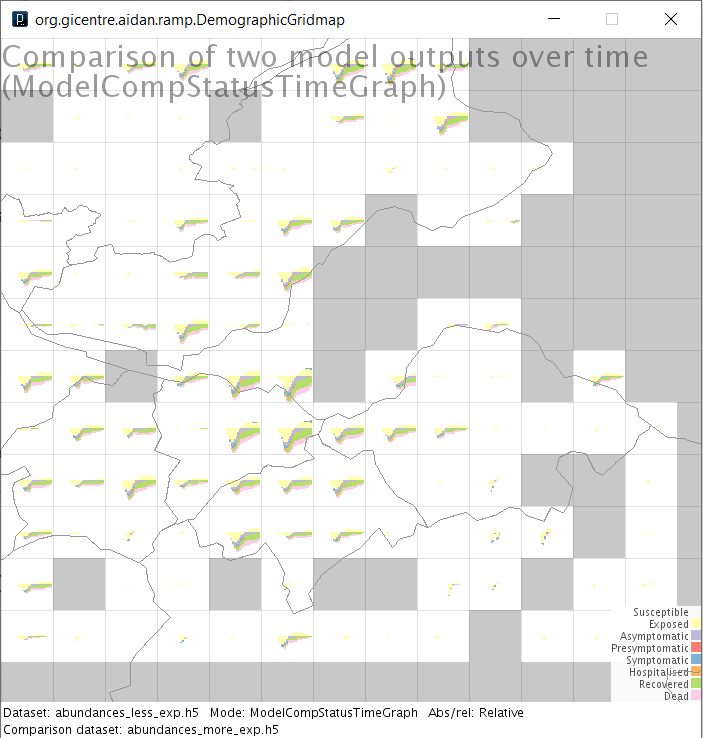 org.gicentre.aidan.ramp.DemographicGridmap
Comparison of two model outputs over time
(ModelCompStatusTimeGraph)
Susceptible
Exposed
Asymptomatic
Presymptomatic
Symptomatic
Hospitalised
Recovered
Dead
Dataset: abundances_less_exp.h5 Mode: ModelCompStatusTimeGraph Abs/rel: Relative
Comparison dataset: abundances_more_exp.h5